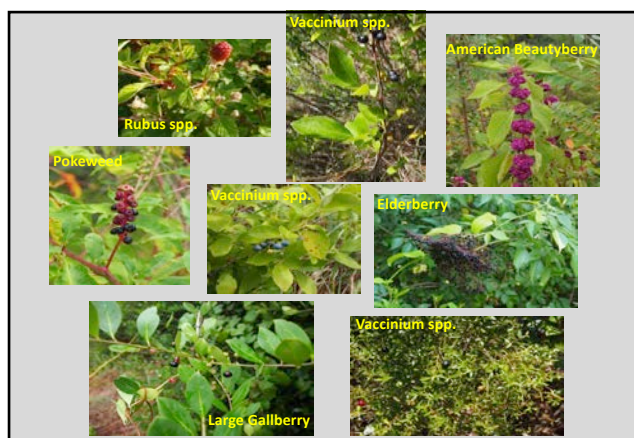 Vaccinium spp.
American Beautyberry
Rubus spp.
Pokeweed
Vaccinium spp.
Elderberry
Vaccinium spp.
Large Gallberry